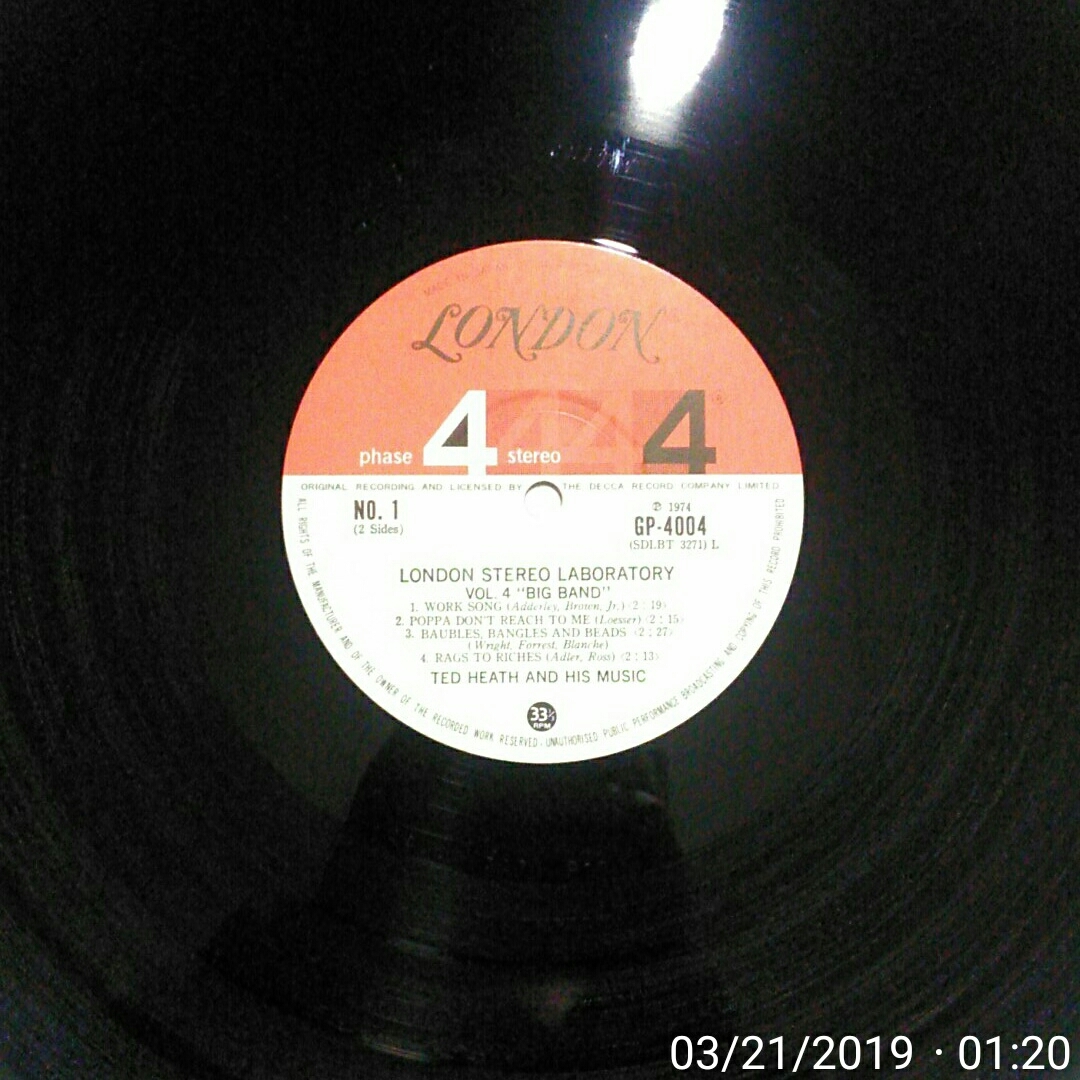 MADE IN JAPAN
LONDON
phase 4 stereo 4
ORIGINAL RECORDING AND LICENSED BY THE DECCA RECORD COMPANY LIMITED
NO. 1
(2 Sides)
℗ 1974
GP-4004
(SDLBT 3271) L
LONDON STEREO LABORATORY
VOL. 4 "BIG BAND"
1. WORK SONG (Adderley, Brown, Jr.) (2:19)
2. POPPA DON'T REACH TO ME (Loesser) (2:15)
3. BAUBLES, BANGLES AND BEADS (2:27)
(Wright, Forrest, Blanche)
4. RAGS TO RICHES (Adler, Ross) (2:13)
TED HEATH AND HIS MUSIC
33⅓
RPM
ALL RIGHTS OF THE MANUFACTURER AND OF THE OWNER OF THE RECORDED WORK RESERVED · UNAUTHORISED PUBLIC PERFORMANCE BROADCASTING AND COPYING OF THIS RECORD PROHIBITED
03/21/2019 · 01:20